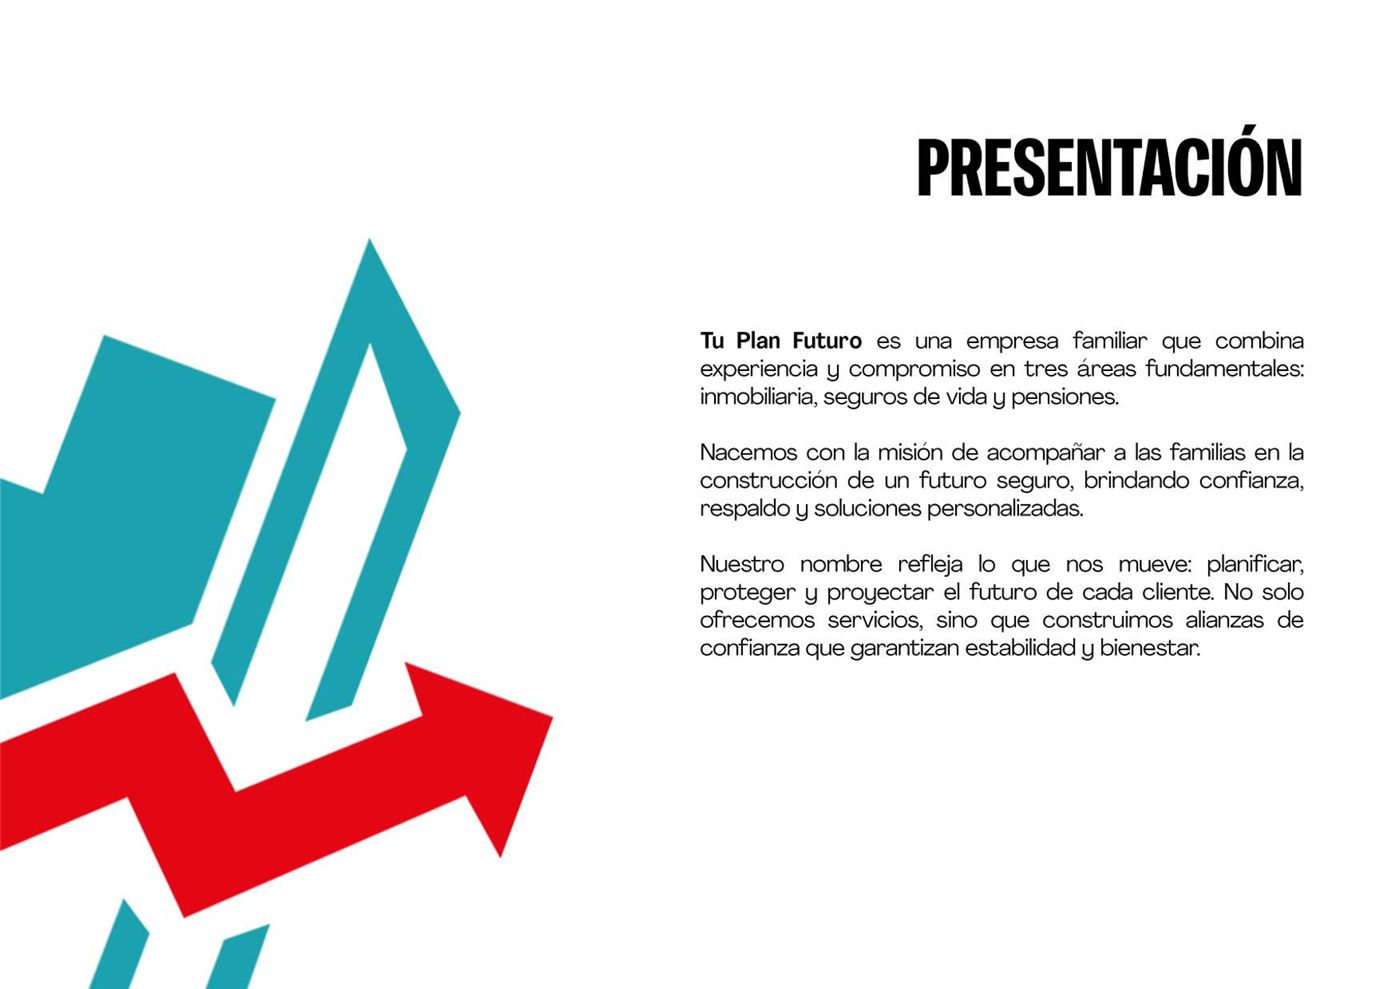 PRESENTACIÓN
Tu Plan Futuro es una empresa familiar que combina
experiencia y compromiso en tres áreas fundamentales:
inmobiliaria, seguros de vida y pensiones.
Nacemos con la misión de acompañar a las familias en la
construcción de un futuro seguro, brindando confianza,
respaldo y soluciones personalizadas.
Nuestro nombre refleja lo que nos mueve: planificar,
proteger y proyectar el futuro de cada cliente. No solo
ofrecemos servicios, sino que construimos alianzas de
confianza que garantizan estabilidad y bienestar.